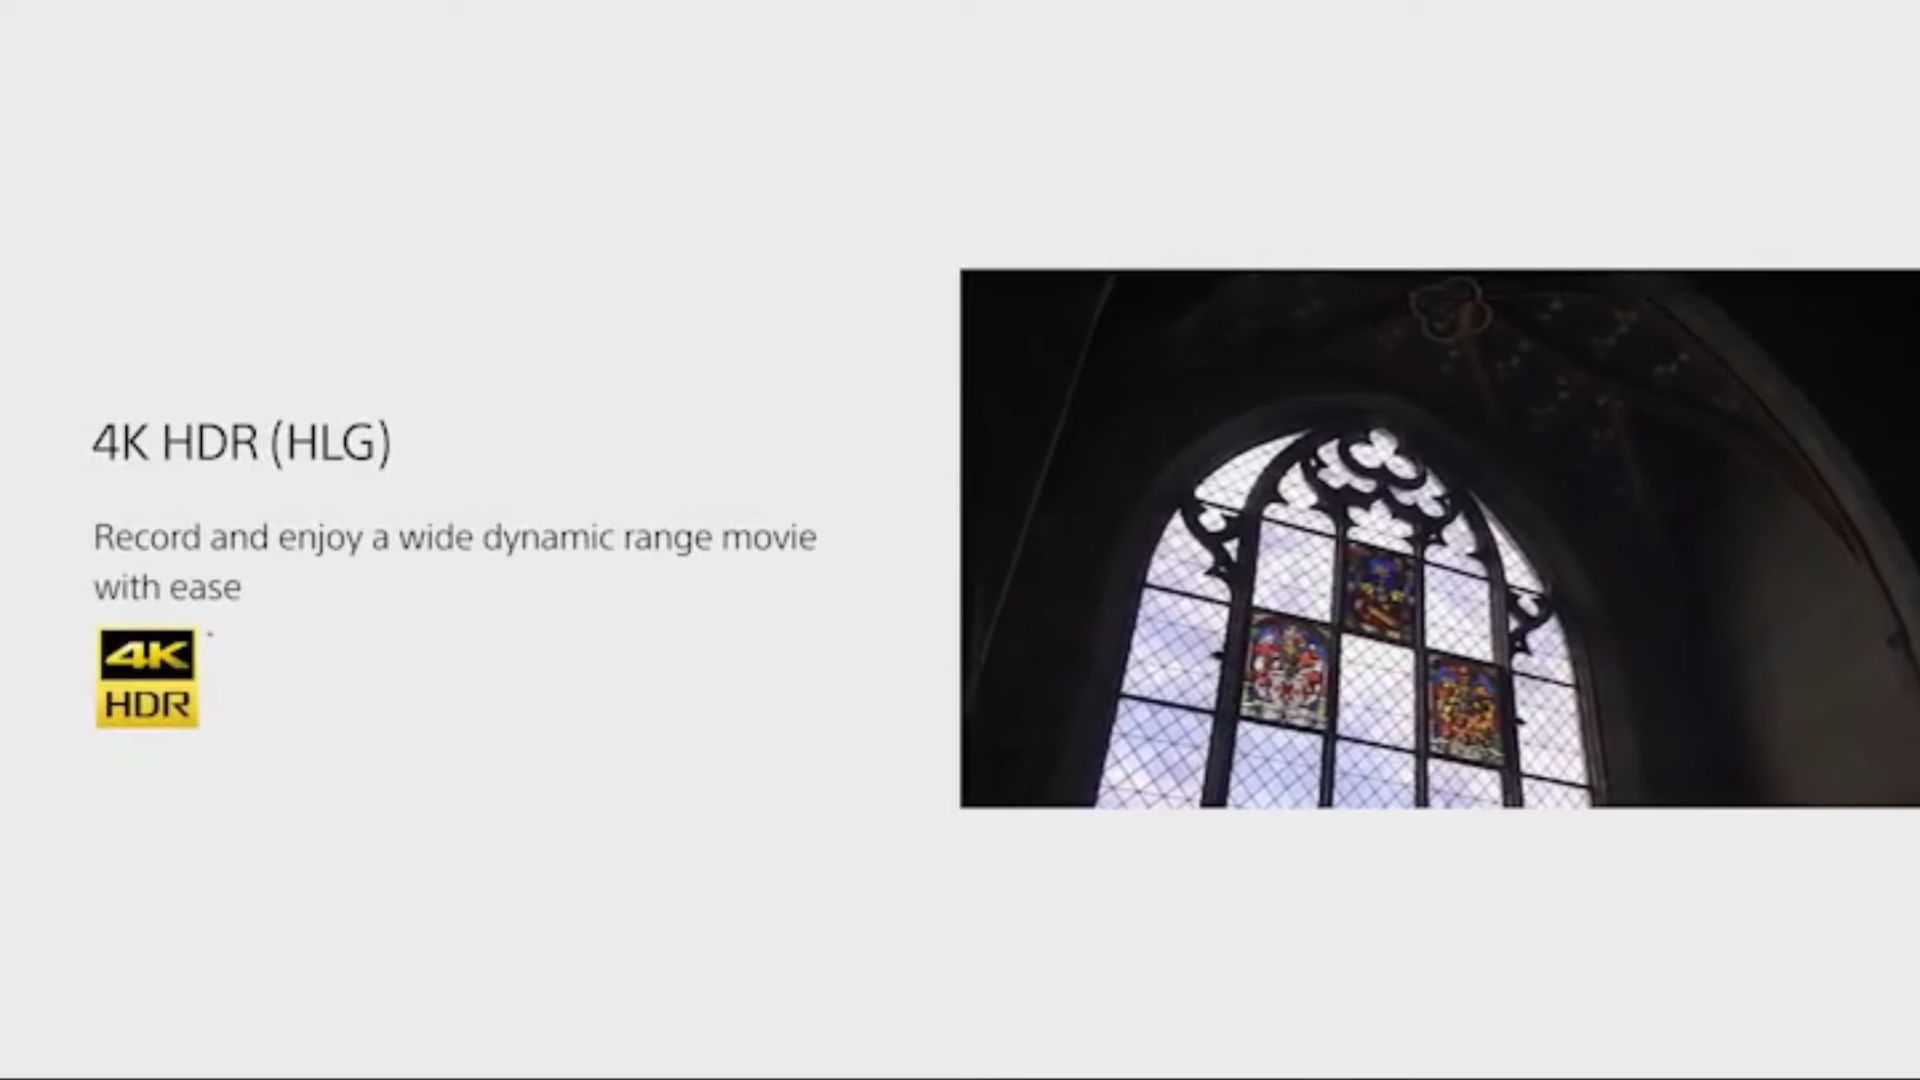 4K HDR (HLG)
Record and enjoy a wide dynamic range movie
with ease
4K
HDR